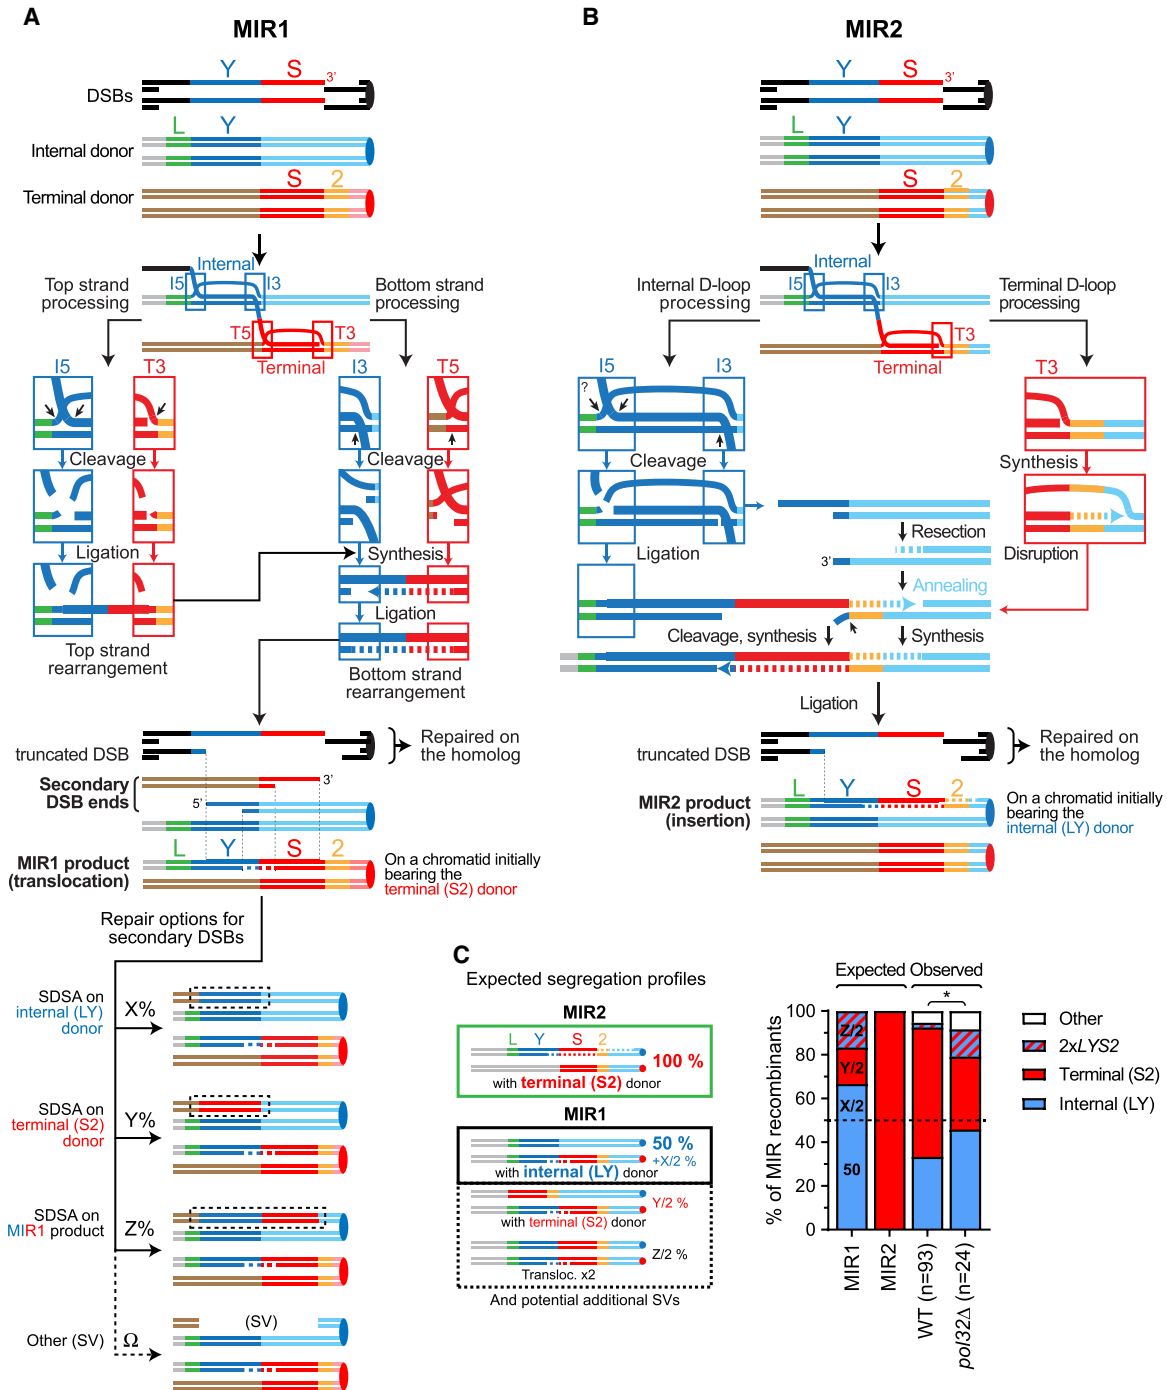 A
MIR1
Y S
3'
DSBs
L Y
Internal donor
S 2
Terminal donor
Internal
I5 I3
Top strand
processing
Bottom strand
processing
T5 T3
Terminal
I5 T3 I3 T5
Cleavage
Cleavage
Ligation
Synthesis
Ligation
Top strand
rearrangement
Bottom strand
rearrangement
truncated DSB
Repaired on
the homolog
Secondary
DSB ends
3'
5'
L Y S 2
MIR1 product
(translocation)
On a chromatid initially
bearing the
terminal (S2) donor
Repair options for
secondary DSBs
SDSA on
internal (LY)
donor
X%
SDSA on
terminal (S2)
donor
Y%
SDSA on
MIR1 product
Z%
Other (SV)
Ω
(SV)
B
MIR2
Y S
3'
L Y
S 2
Internal
I5 I3
Internal D-loop
processing
Terminal D-loop
processing
T3
Terminal
I5 I3
?
T3
Cleavage
Synthesis
Resection
Ligation
3'
Disruption
Annealing
Cleavage, synthesis
Synthesis
Ligation
truncated DSB
Repaired on
the homolog
L Y S 2
MIR2 product
(insertion)
On a chromatid initially
bearing the
internal (LY) donor
C
Expected segregation profiles
MIR2
L Y S 2
100 %
with terminal (S2) donor
MIR1
50 %
+X/2 %
with internal (LY) donor
Y/2 %
with terminal (S2) donor
Z/2 %
Transloc. x2
And potential additional SVs
Expected Observed
*
% of MIR recombinants
100
80
60
40
20
0
Z/2
Y/2
X/2
50
MIR1
MIR2
WT (n=93)
pol32Δ (n=24)
Other
2xLYS2
Terminal (S2)
Internal (LY)